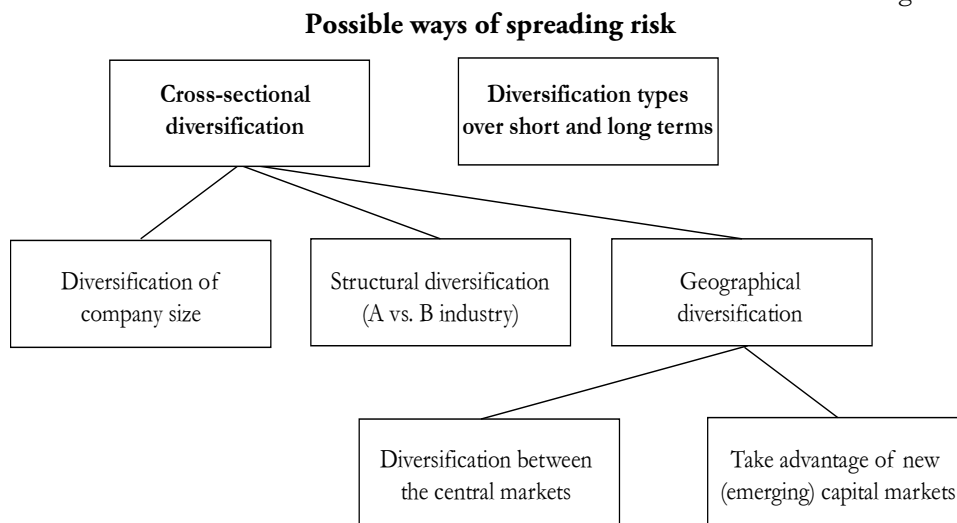 Possible ways of spreading risk
Cross-sectional
diversification
Diversification types
over short and long terms
Diversification of
company size
Structural diversification
(A vs. B industry)
Geographical
diversification
Diversification between
the central markets
Take advantage of new
(emerging) capital markets